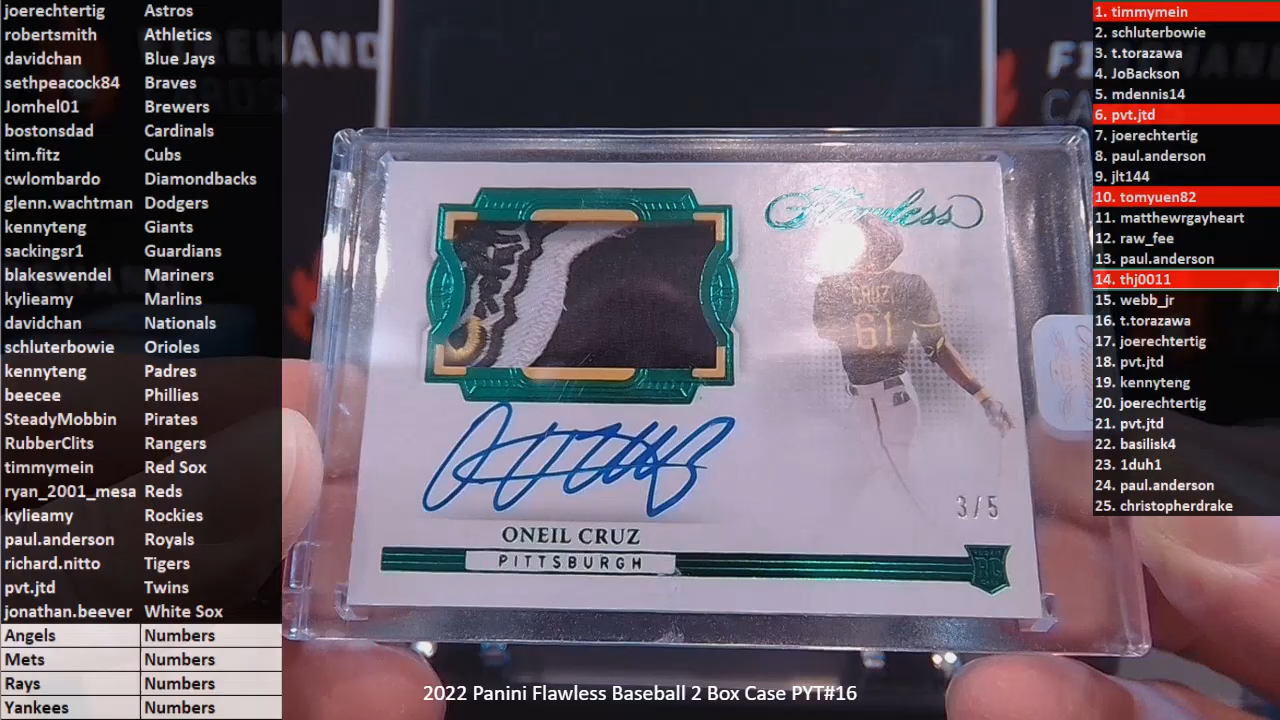 joerechtertig Astros
robertsmith Athletics
davidchan Blue Jays
sethpeacock84 Braves
Jomhel01 Brewers
bostonsdad Cardinals
tim.fitz Cubs
cwlombardo Diamondbacks
glenn.wachtman Dodgers
kennyteng Giants
sackingsr1 Guardians
blakeswendel Mariners
kylieamy Marlins
davidchan Nationals
schluterbowie Orioles
kennyteng Padres
beecee Phillies
SteadyMobbin Pirates
RubberClits Rangers
timmymein Red Sox
ryan_2001_mesa Reds
kylieamy Rockies
paul.anderson Royals
richard.nitto Tigers
pvt.jtd Twins
jonathan.beever White Sox
Angels Numbers
Mets Numbers
Rays Numbers
Yankees Numbers
Flawless
CRUZ
61
3/5
ONEIL CRUZ
PITTSBURGH
2022 Panini Flawless Baseball 2 Box Case PYT#16
1. timmymein
2. schluterbowie
3. t.torazawa
4. JoBackson
5. mdennis14
6. pvt.jtd
7. joerechtertig
8. paul.anderson
9. jlt144
10. tomyuen82
11. matthewrgayheart
12. raw_fee
13. paul.anderson
14. thj0011
15. webb_jr
16. t.torazawa
17. joerechtertig
18. pvt.jtd
19. kennyteng
20. joerechtertig
21. pvt.jtd
22. basilisk4
23. 1duh1
24. paul.anderson
25. christopherdrake